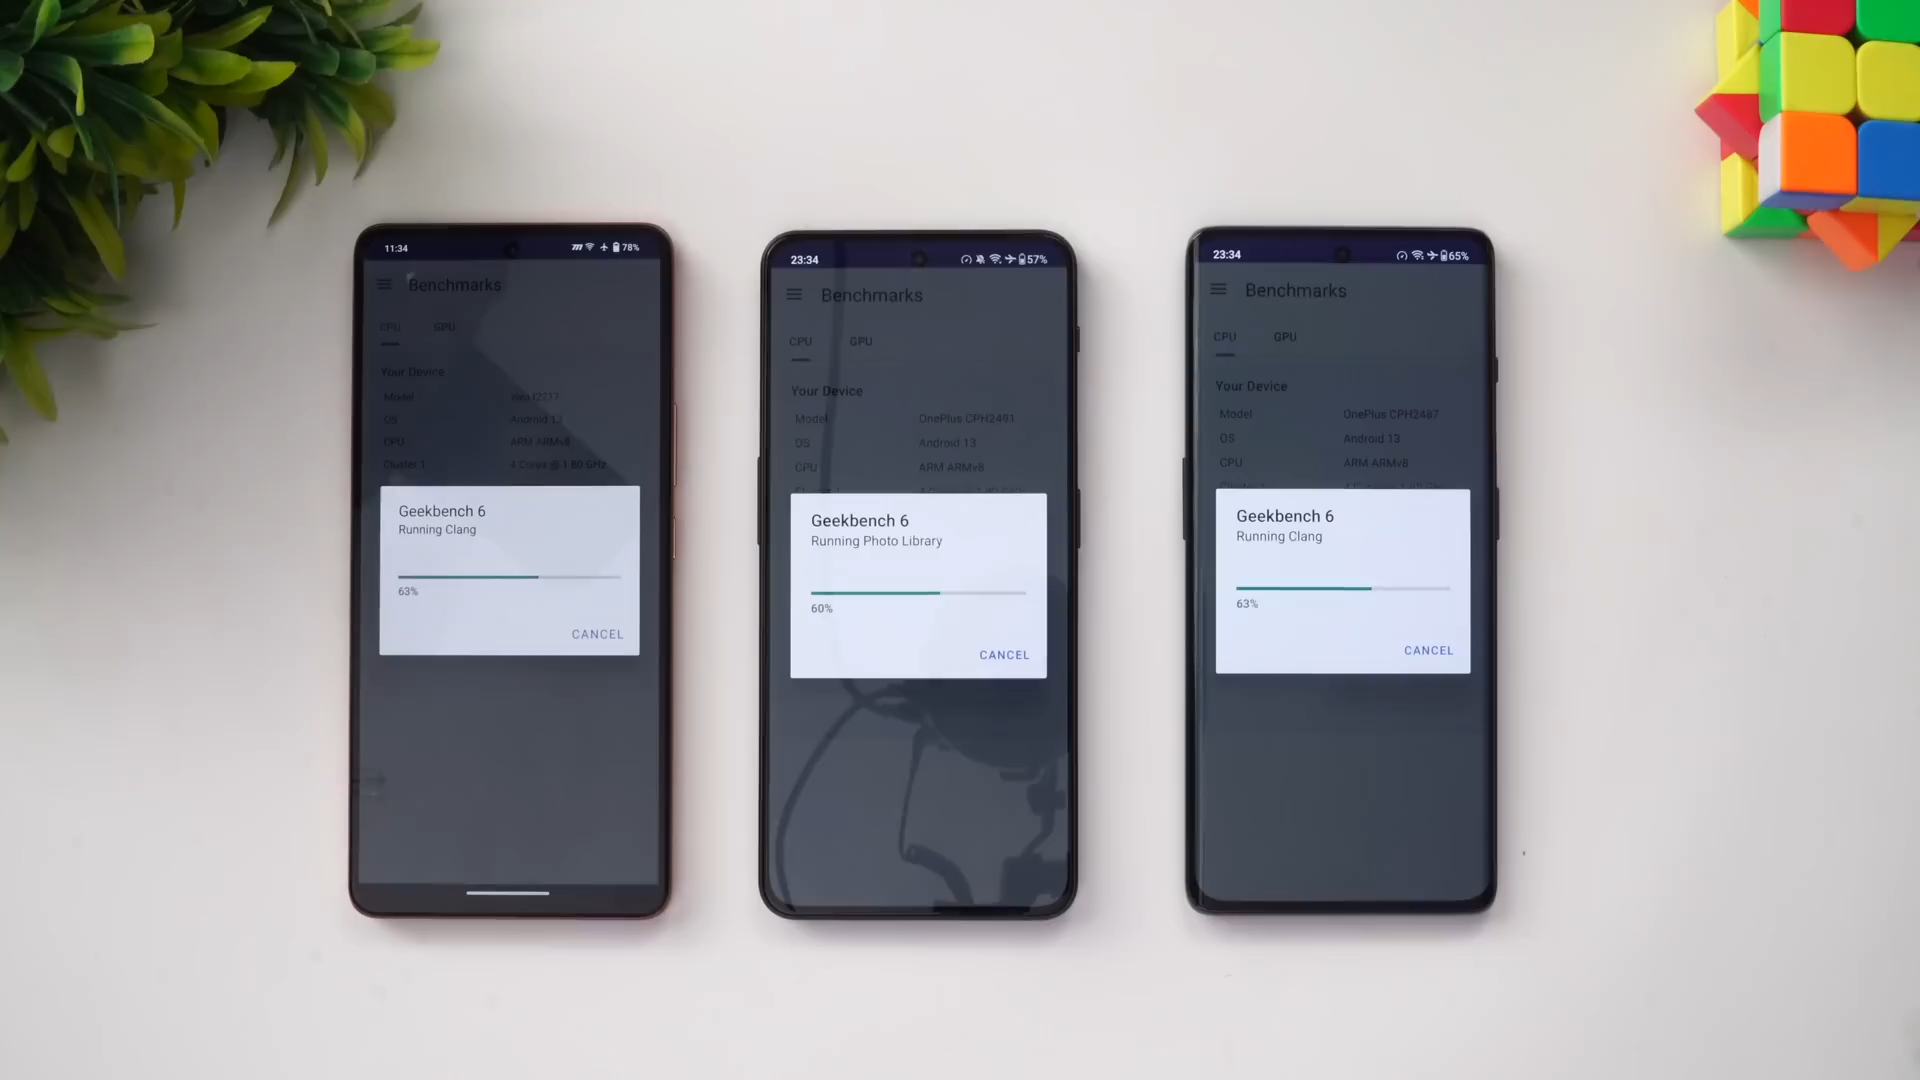 11:34
78%
Benchmarks
CPU GPU
Your Device
Model
OS Android 13
CPU ARM ARMv8
Cluster 1 4 Cores @ 1.80 GHz
Geekbench 6
Running Clang
63%
CANCEL
23:34
57%
Benchmarks
CPU GPU
Your Device
Model OnePlus CPH2491
OS Android 13
CPU ARM ARMv8
Geekbench 6
Running Photo Library
60%
CANCEL
23:34
65%
Benchmarks
CPU GPU
Your Device
Model OnePlus CPH2487
OS Android 13
CPU ARM ARMv8
Geekbench 6
Running Clang
63%
CANCEL